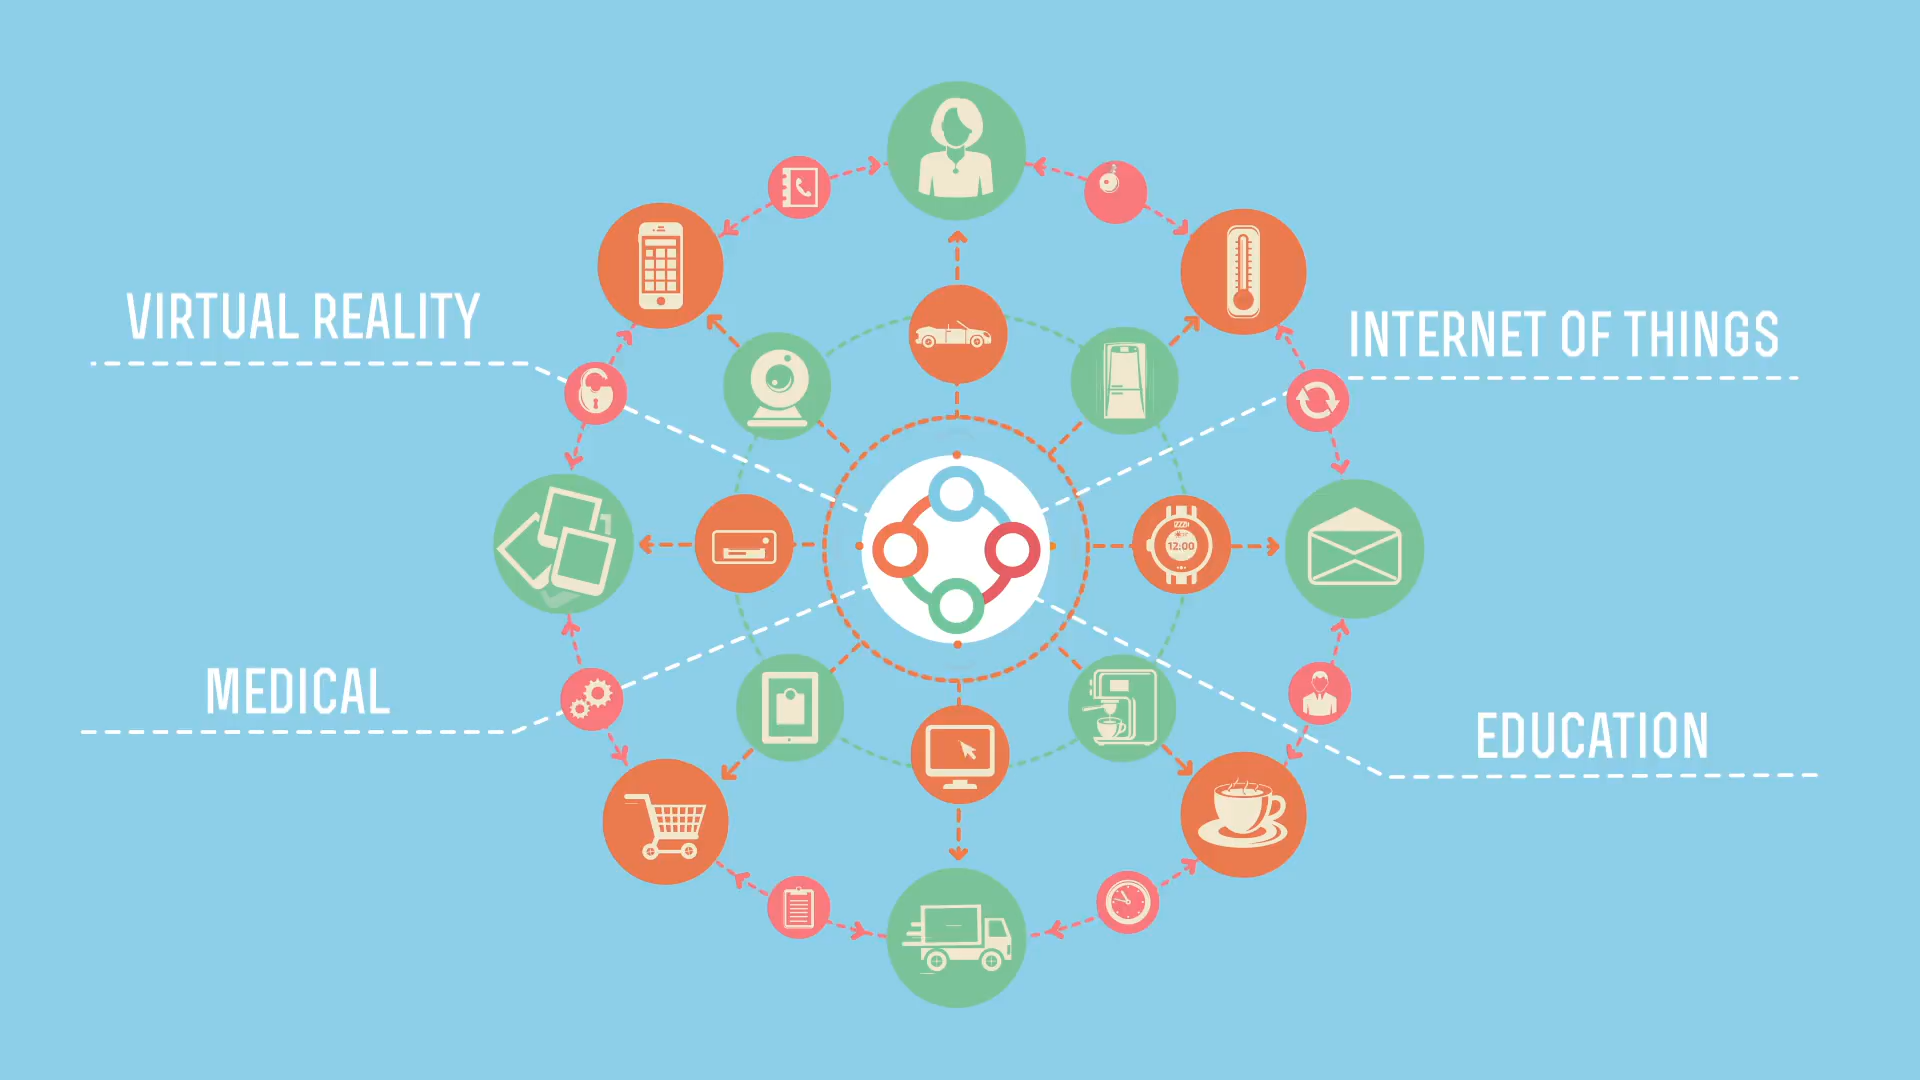 VIRTUAL REALITY
INTERNET OF THINGS
12:00
MEDICAL
EDUCATION